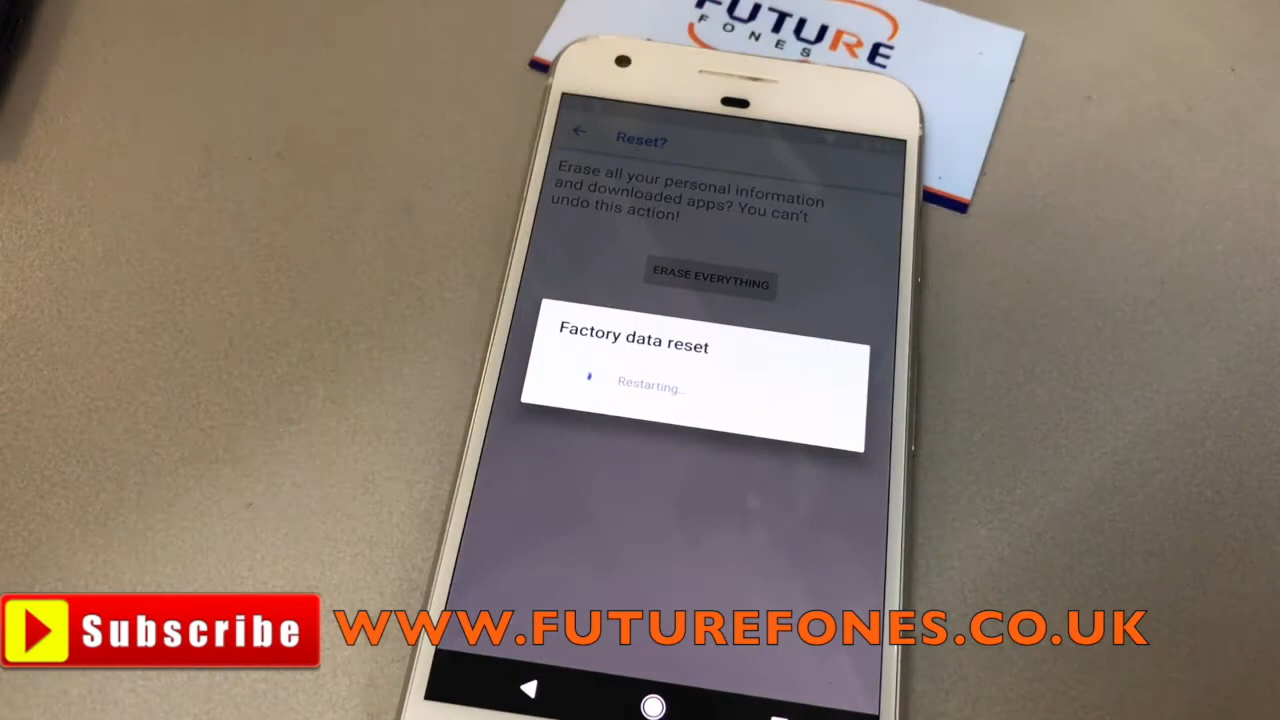 FUTURE
FONES
Reset?
Erase all your personal information
and downloaded apps? You can't
undo this action!
ERASE EVERYTHING
Factory data reset
Restarting...
Subscribe
WWW.FUTUREFONES.CO.UK